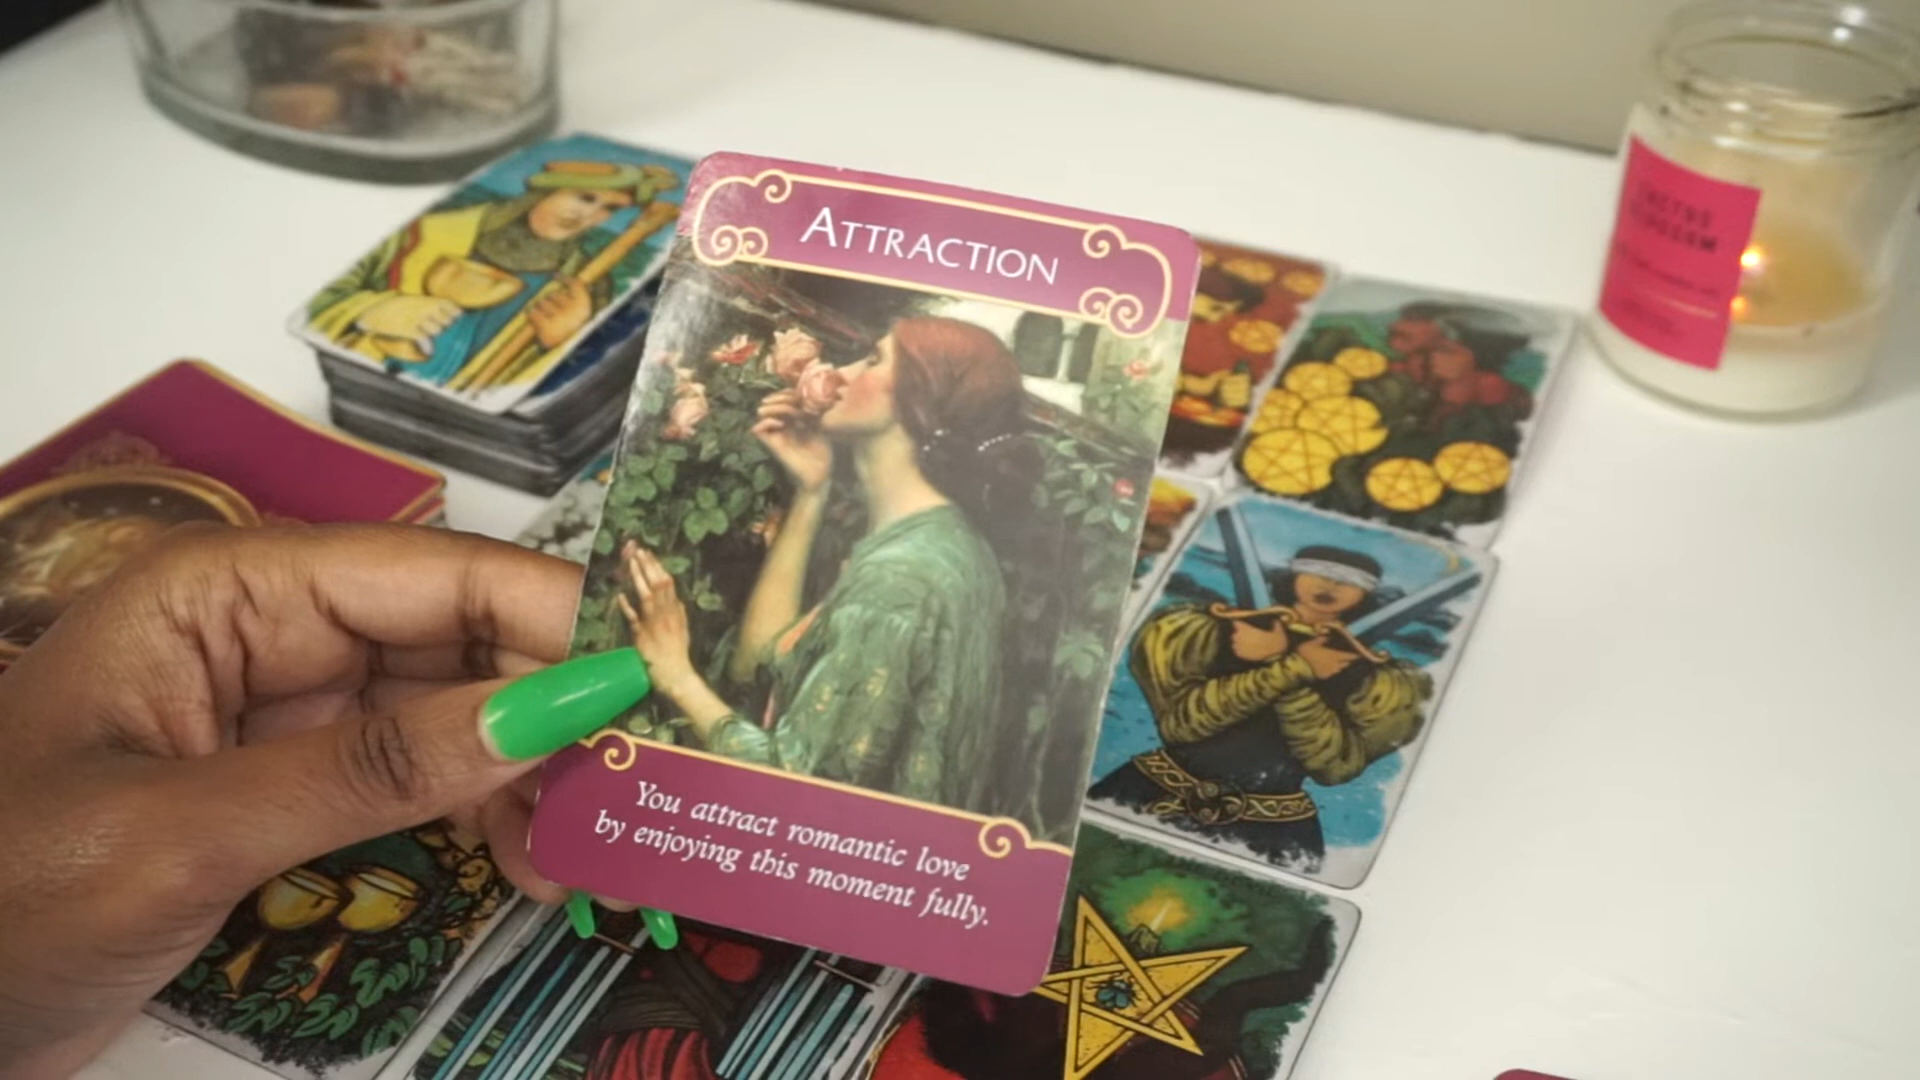 ATTRACTION
You attract romantic love
by enjoying this moment fully.